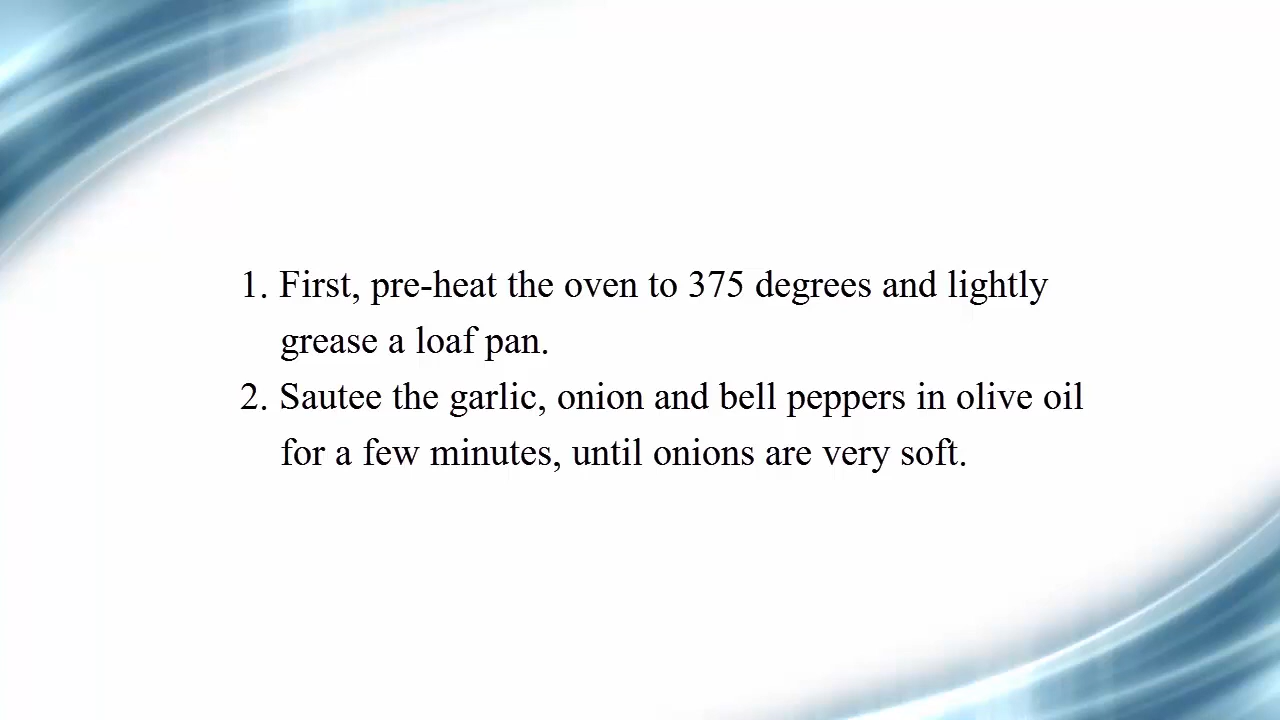 1. First, pre-heat the oven to 375 degrees and lightly
grease a loaf pan.
2. Sautee the garlic, onion and bell peppers in olive oil
for a few minutes, until onions are very soft.